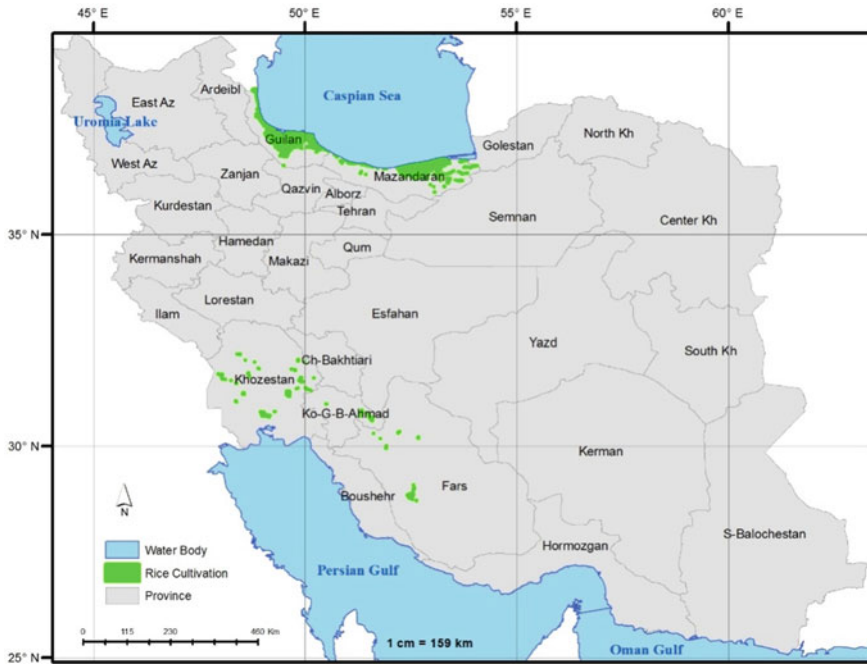 45° E
50° E
55° E
60° E
Caspian Sea
Ardeibl
East Az
Uromia Lake
Guilan
Golestan
North Kh
West Az
Mazandaran
Zanjan
Qazvin
Alborz
Kurdestan
Tehran
Semnan
Center Kh
35° N
Hamedan
Qum
Kermanshah
Makazi
Lorestan
Ilam
Esfahan
Yazd
South Kh
Ch-Bakhtiari
Khozestan
Ko-G-B-Ahmad
30° N
Kerman
Boushehr
Fars
N
S-Balochestan
Water Body
Hormozgan
Persian Gulf
Rice Cultivation
Province
0 115 230 460 Km
1 cm = 159 km
Oman Gulf
25° N